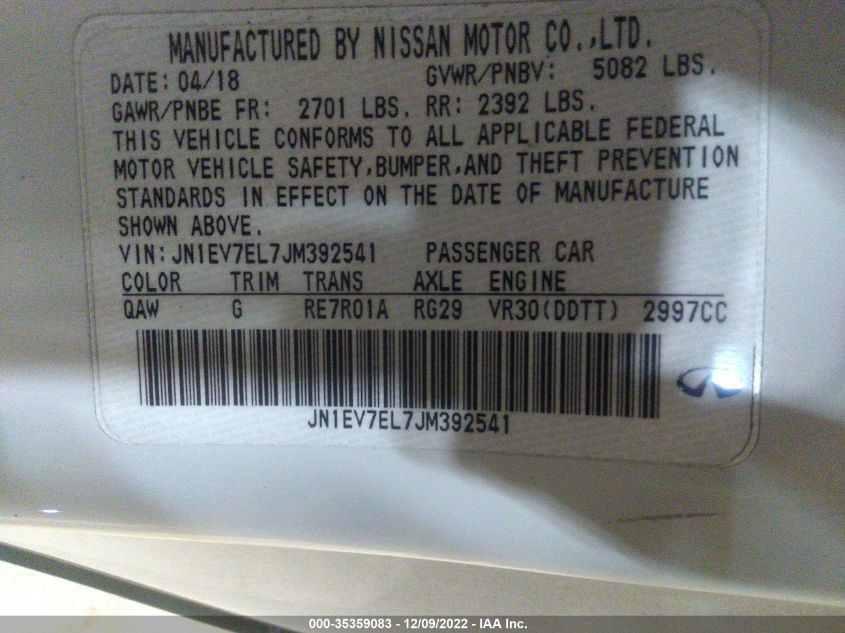 MANUFACTURED BY NISSAN MOTOR CO.,LTD.
DATE: 04/18 GVWR/PNBV: 5082 LBS.
GAWR/PNBE FR: 2701 LBS. RR: 2392 LBS.
THIS VEHICLE CONFORMS TO ALL APPLICABLE FEDERAL
MOTOR VEHICLE SAFETY,BUMPER,AND THEFT PREVENTION
STANDARDS IN EFFECT ON THE DATE OF MANUFACTURE
SHOWN ABOVE.
VIN: JN1EV7EL7JM392541 PASSENGER CAR
COLOR TRIM TRANS AXLE ENGINE
QAW G RE7R01A RG29 VR30(DDTT) 2997CC
JN1EV7EL7JM392541
000-35359083 - 12/09/2022 - IAA Inc.